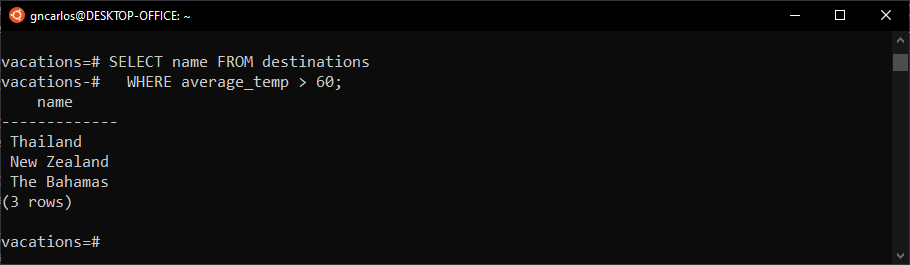 gncarlos@DESKTOP-OFFICE: ~
vacations=# SELECT name FROM destinations
vacations-#   WHERE average_temp > 60;
    name
-------------
 Thailand
 New Zealand
 The Bahamas
(3 rows)
vacations=#